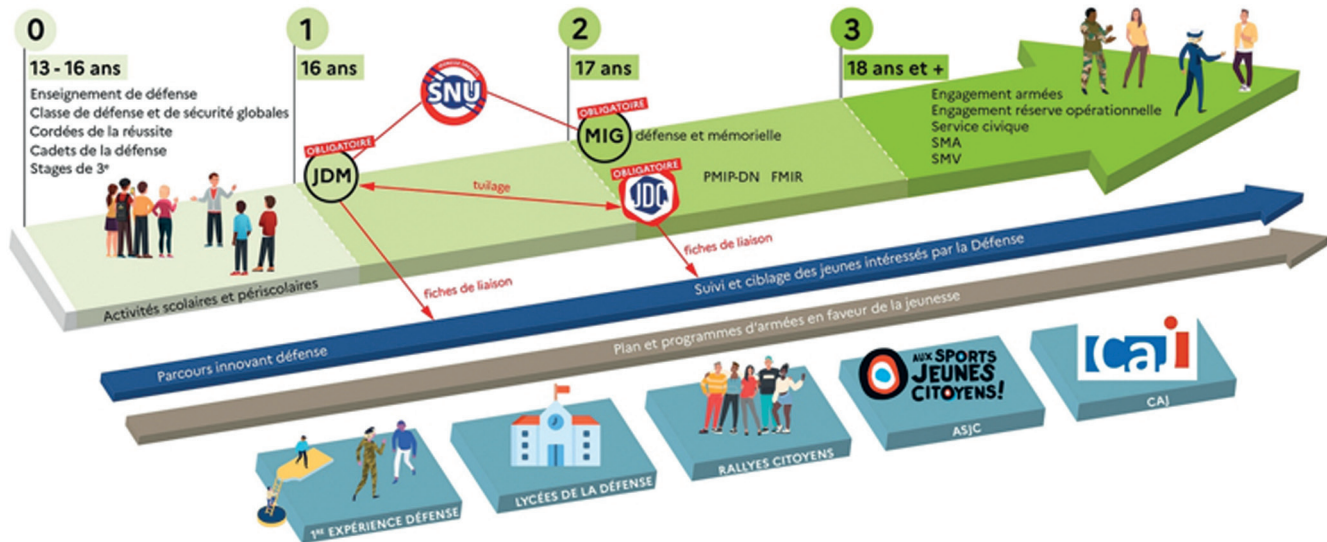 0
13 - 16 ans
Enseignement de défense
Classe de défense et de sécurité globales
Cordées de la réussite
Cadets de la défense
Stages de 3e
Activités scolaires et périscolaires
1
16 ans
OBLIGATOIRE
JDM
SNU
tuilage
fiches de liaison
2
17 ans
OBLIGATOIRE
MIG
défense et mémorielle
OBLIGATOIRE
JDC
PMIP-DN FMIR
fiches de liaison
3
18 ans et +
Engagement armées
Engagement réserve opérationnelle
Service civique
SMA
SMV
Parcours innovant défense
Suivi et ciblage des jeunes intéressés par la Défense
Plan et programmes d'armées en faveur de la jeunesse
1RE EXPÉRIENCE DÉFENSE
LYCÉES DE LA DÉFENSE
RALLYES CITOYENS
AUX SPORTS
JEUNES
CITOYENS!
ASJC
caj
CAJ